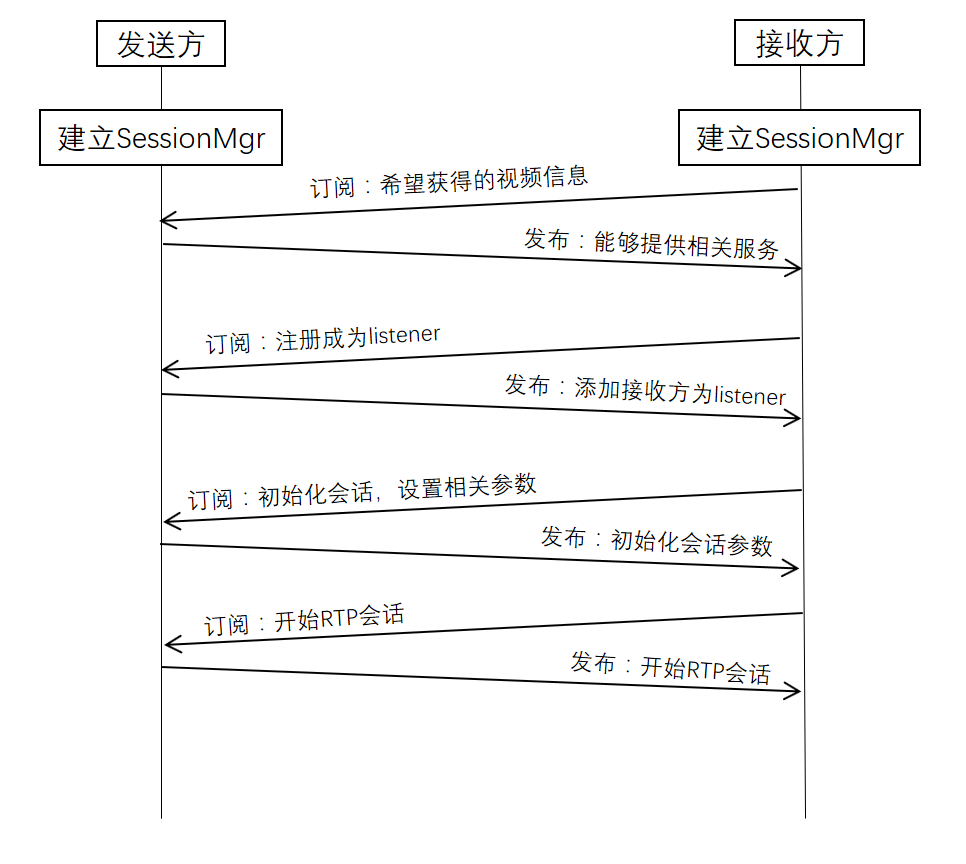 发送方
接收方
建立SessionMgr
建立SessionMgr
订阅：希望获得的视频信息
发布：能够提供相关服务
订阅：注册成为listener
发布：添加接收方为listener
订阅：初始化会话，设置相关参数
发布：初始化会话参数
订阅：开始RTP会话
发布：开始RTP会话